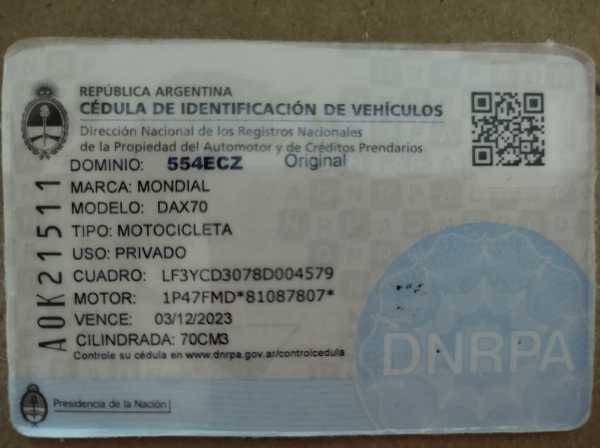 REPÚBLICA ARGENTINA
CÉDULA DE IDENTIFICACIÓN DE VEHÍCULOS
Dirección Nacional de los Registros Nacionales
de la Propiedad del Automotor y de Créditos Prendarios
DOMINIO: 554ECZ Original
MARCA: MONDIAL
MODELO: DAX70
TIPO: MOTOCICLETA
USO: PRIVADO
CUADRO: LF3YCD3078D004579
MOTOR: 1P47FMD*81087807*
VENCE: 03/12/2023
CILINDRADA: 70CM3
Controle su cédula en www.dnrpa.gov.ar/controlcedula
A0K21511
DNRPA
Presidencia de la Nación